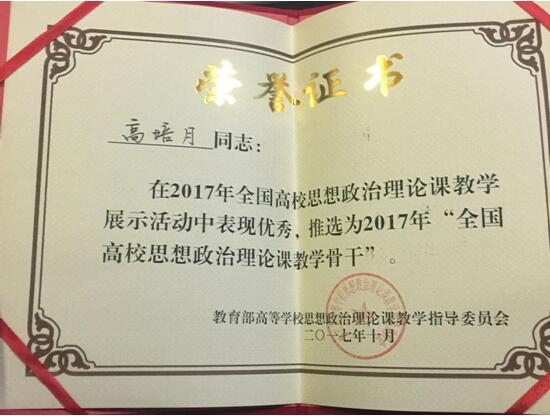 荣誉证书
高培月同志：
在2017年全国高校思想政治理论课教学
展示活动中表现优秀，推选为2017年“全国
高校思想政治理论课教学骨干”。
教育部高等学校思想政治理论课教学指导委员会
二〇一七年十月